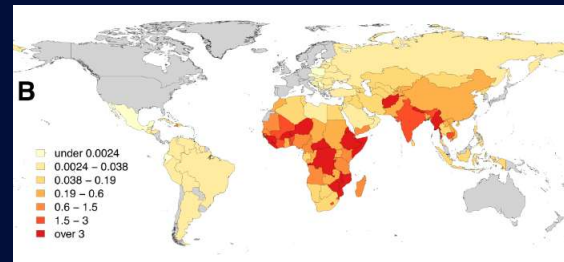 B
under 0.0024
0.0024 – 0.038
0.038 – 0.19
0.19 – 0.6
0.6 – 1.5
1.5 – 3
over 3